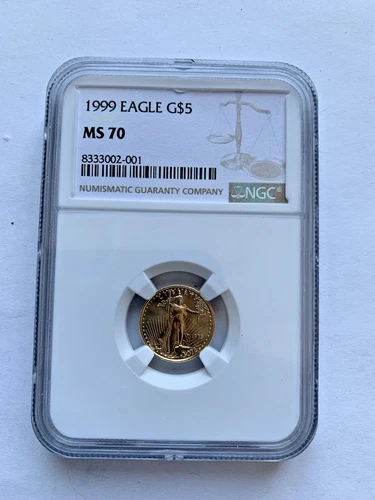 1999 EAGLE G$5
MS 70
8333002-001
NUMISMATIC GUARANTY COMPANY
NGC